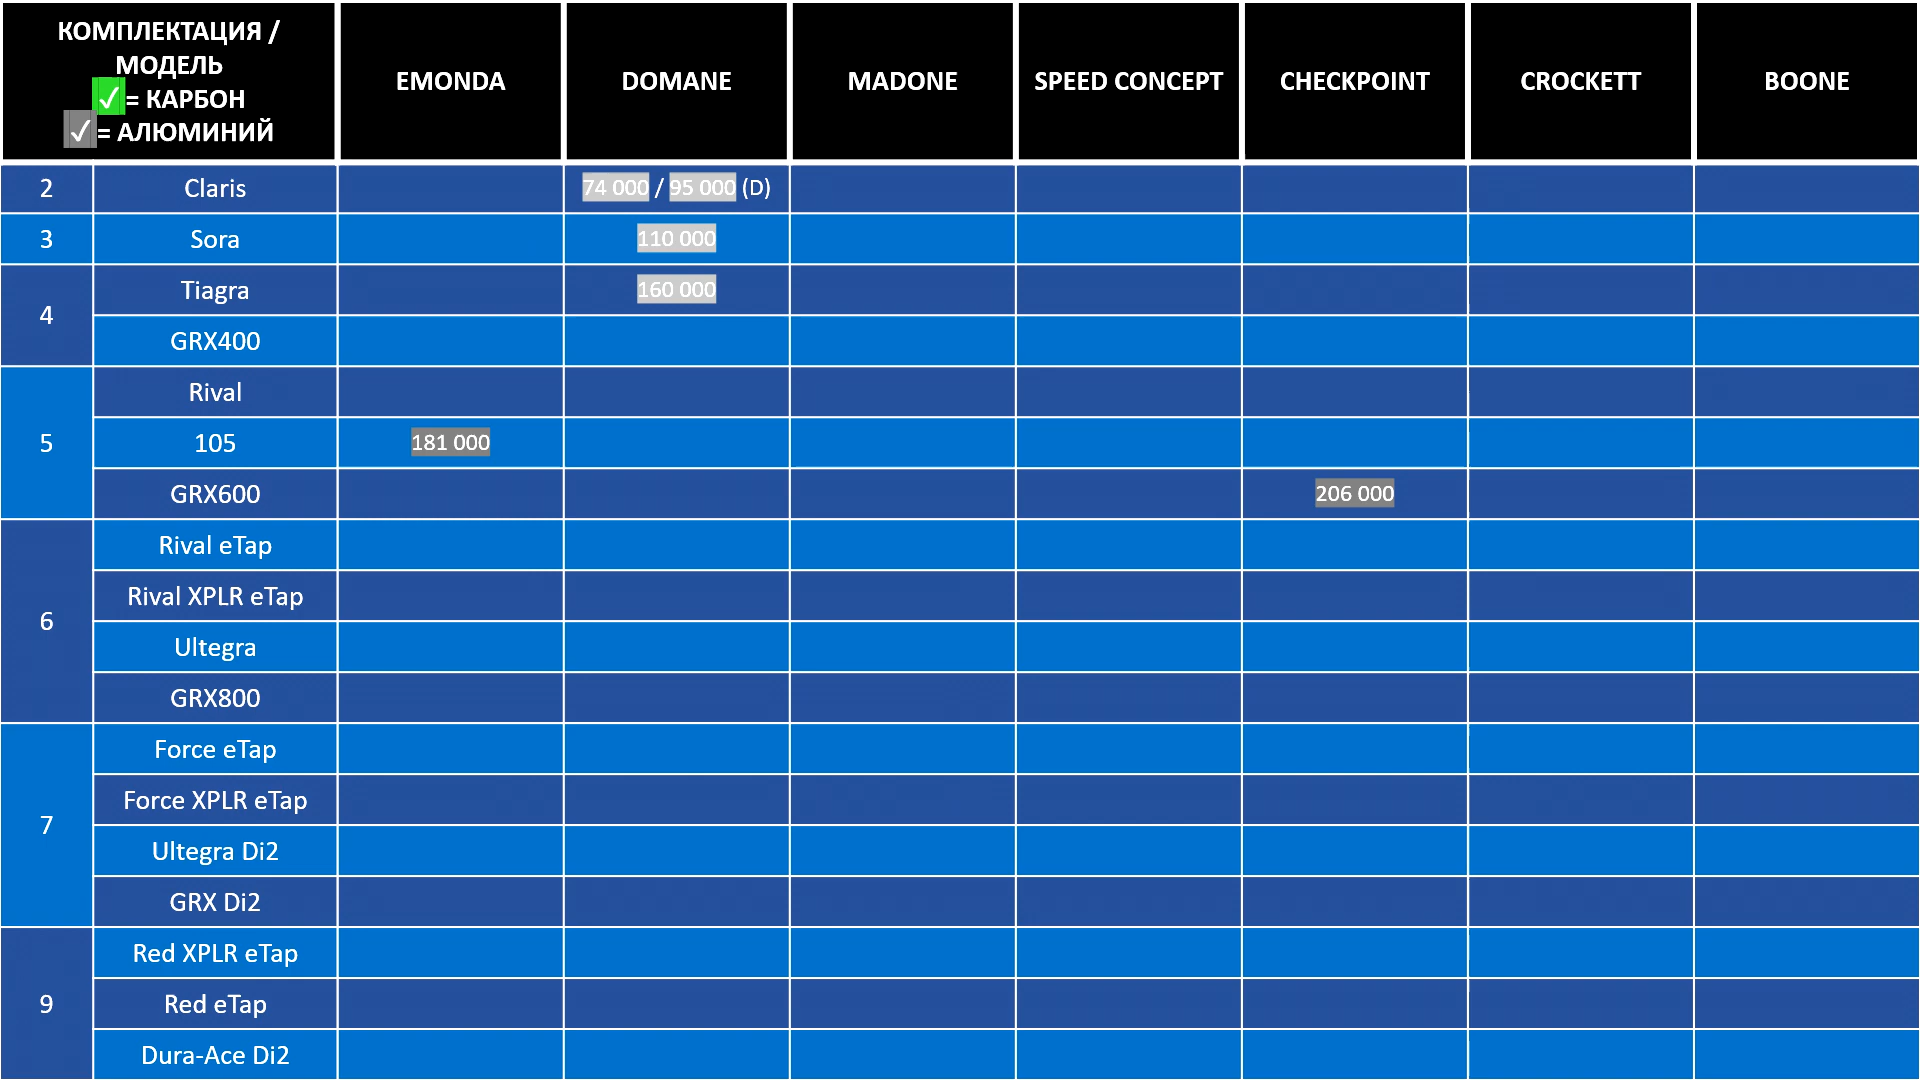 КОМПЛЕКТАЦИЯ /
МОДЕЛЬ
✓= КАРБОН
✓= АЛЮМИНИЙ
EMONDA
DOMANE
MADONE
SPEED CONCEPT
CHECKPOINT
CROCKETT
BOONE
2
Claris
74 000 / 95 000 (D)
3
Sora
110 000
4
Tiagra
160 000
GRX400
5
Rival
105
181 000
GRX600
206 000
6
Rival eTap
Rival XPLR eTap
Ultegra
GRX800
7
Force eTap
Force XPLR eTap
Ultegra Di2
GRX Di2
9
Red XPLR eTap
Red eTap
Dura-Ace Di2